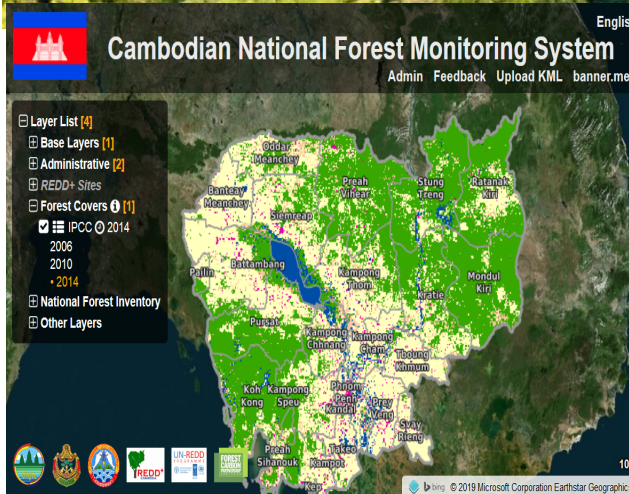 Englis
Cambodian National Forest Monitoring System
Admin Feedback Upload KML banner.me
Layer List [4]
Base Layers [1]
Administrative [2]
REDD+ Sites
Forest Covers [1]
IPCC 2014
2006
2010
• 2014
National Forest Inventory
Other Layers
Oddar
Meanchey
Banteay
Meanchey
Preah
Vihear
Stung
Treng
Ratanak
Kiri
Siemreap
Pailin
Battambang
Kampong
Thom
Kratie
Mondul
Kiri
Pursat
Kampong
Chhnang
Kampong
Cham
Tboung
Khmum
Koh
Kong
Kampong
Speu
Phnom
Penh
Kandal
Prey
Veng
Svay
Rieng
Preah
Sihanouk
Takeo
Kampot
Kep
REDD+
CAMBODIA
UN-REDD
PROGRAMME
FOREST
CARBON
PARTNERSHIP
10
bing © 2019 Microsoft Corporation Earthstar Geographic